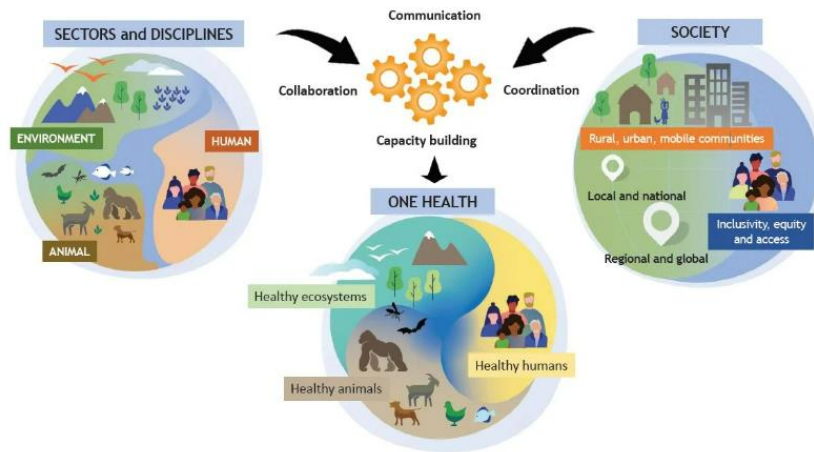 Communication
SECTORS and DISCIPLINES
SOCIETY
Collaboration
Coordination
ENVIRONMENT
HUMAN
Rural, urban, mobile communities
Capacity building
Local and national
ONE HEALTH
Inclusivity, equity
and access
ANIMAL
Regional and global
Healthy ecosystems
Healthy humans
Healthy animals